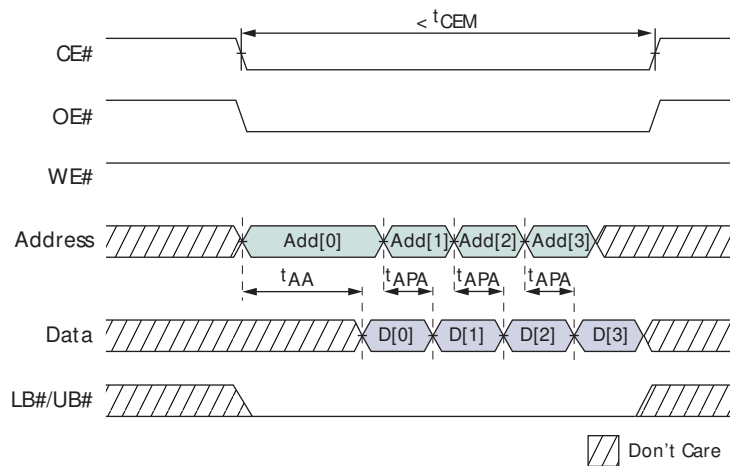 < tCEM
CE#
OE#
WE#
Address Add[0] Add[1] Add[2] Add[3]
tAA tAPA tAPA tAPA
Data D[0] D[1] D[2] D[3]
LB#/UB#
Don't Care